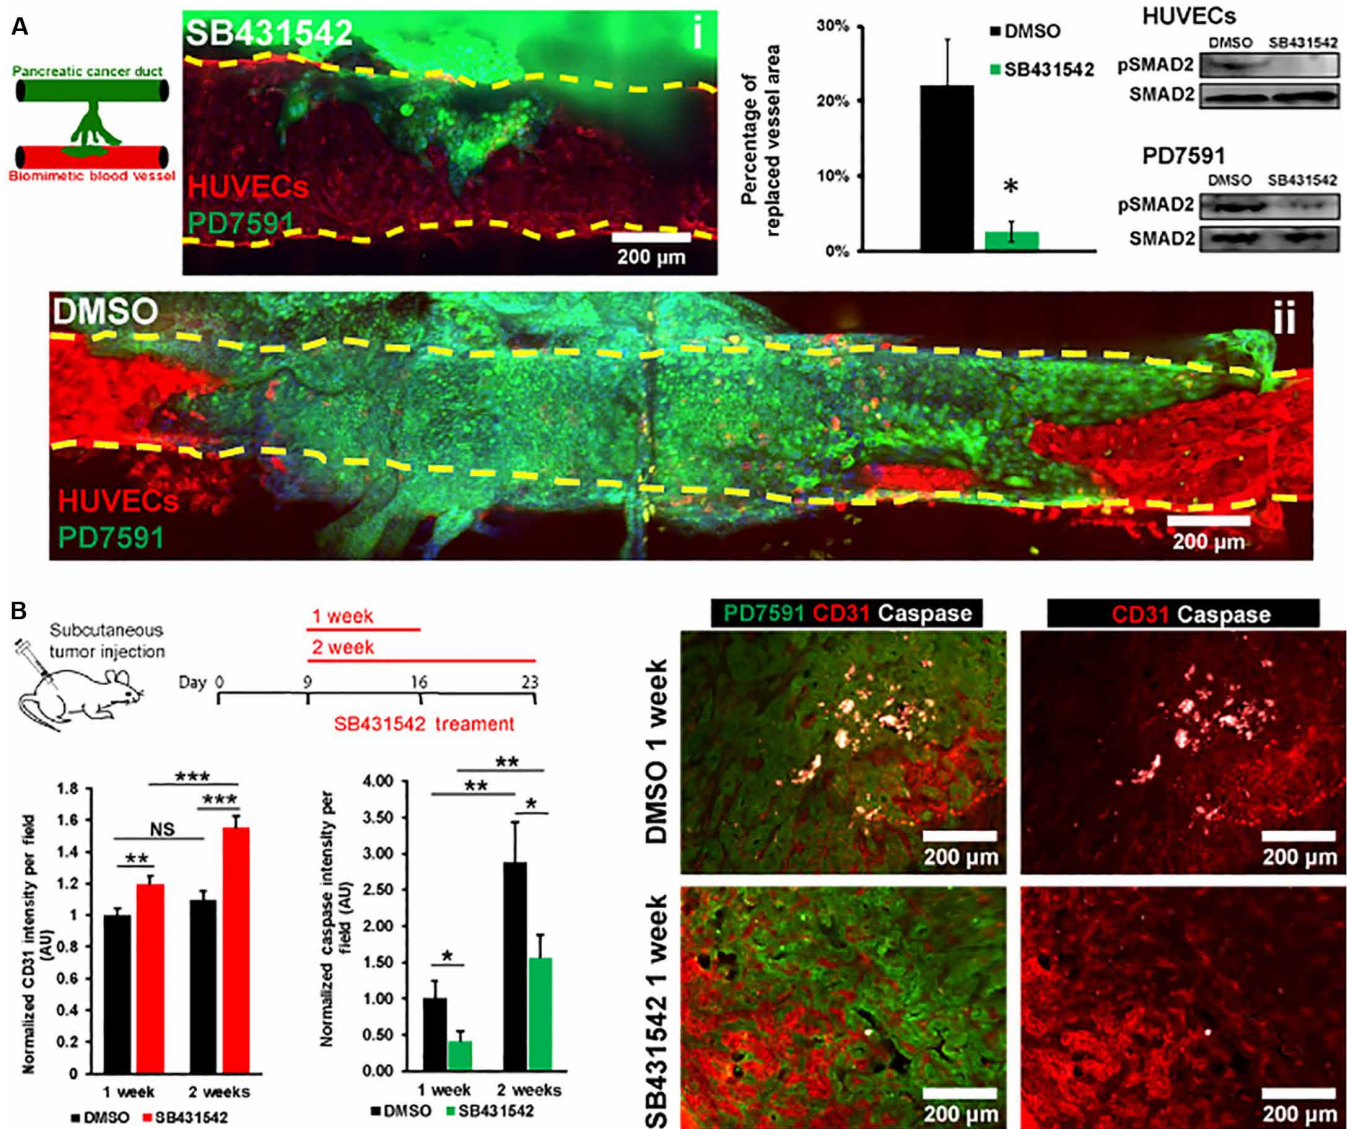 A
SB431542
i
Pancreatic cancer duct
Biomimetic blood vessel
HUVECs
PD7591
200 µm
Percentage of
replaced vessel area
30%
20%
10%
0%
DMSO
SB431542
*
HUVECs
DMSO SB431542
pSMAD2
SMAD2
PD7591
DMSO SB431542
pSMAD2
SMAD2
DMSO
ii
HUVECs
PD7591
200 µm
B
Subcutaneous
tumor injection
1 week
2 week
Day 0 9 16 23
SB431542 treament
Normalized CD31 intensity per field
(AU)
1.8
1.6
1.4
1.2
1
0.8
0.6
0.4
0.2
0
***
***
NS
**
1 week 2 weeks
DMSO SB431542
Normalized caspase intensity per
field (AU)
4.00
3.50
3.00
2.50
2.00
1.50
1.00
0.50
0.00
**
**
*
*
1 week 2 weeks
DMSO SB431542
PD7591 CD31 Caspase
CD31 Caspase
DMSO 1 week
200 µm
200 µm
SB431542 1 week
200 µm
200 µm